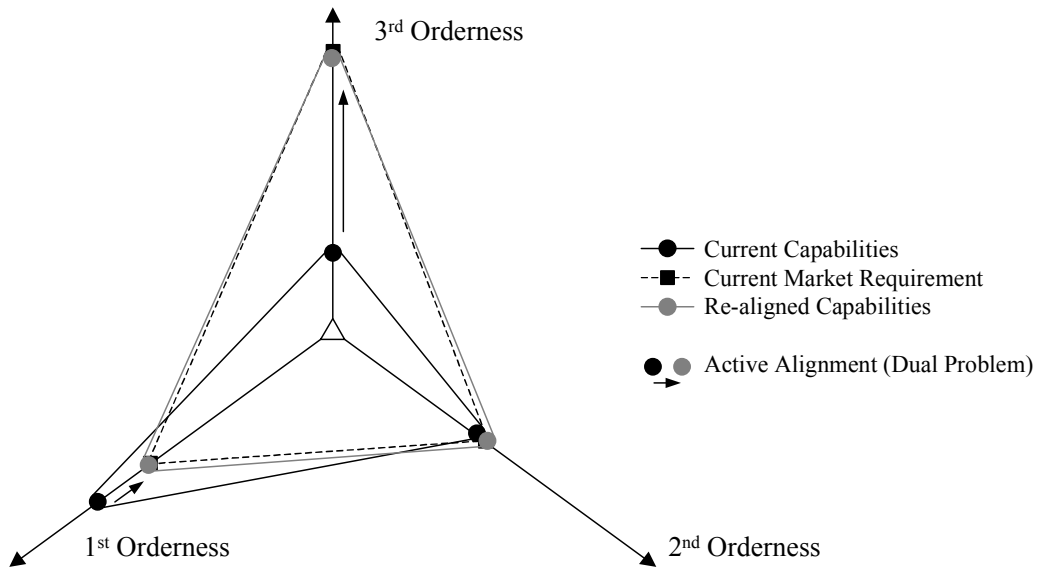 3rd Orderness
Current Capabilities
Current Market Requirement
Re-aligned Capabilities
Active Alignment (Dual Problem)
1st Orderness
2nd Orderness